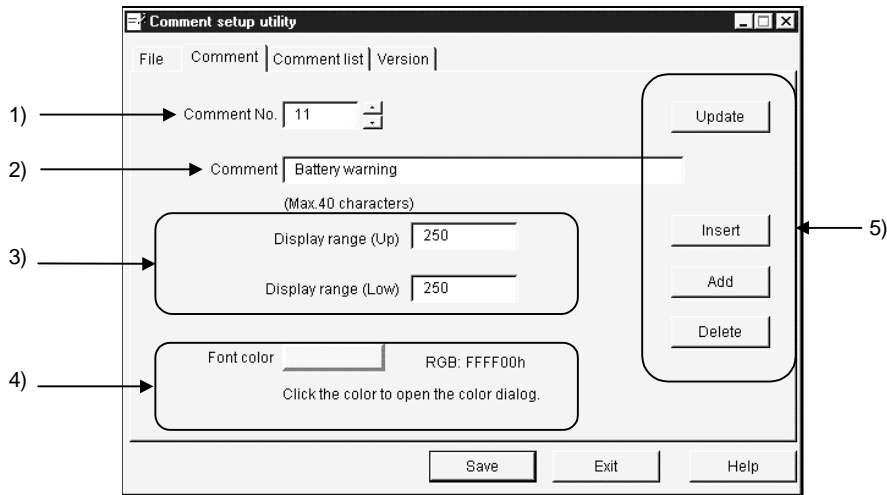 Comment setup utility
File Comment Comment list Version
1) Comment No. 11 Update
2) Comment Battery warning
(Max.40 characters)
Display range (Up) 250 Insert 5)
3)
Display range (Low) 250 Add
Delete
Font color RGB: FFFF00h
4) Click the color to open the color dialog.
Save Exit Help